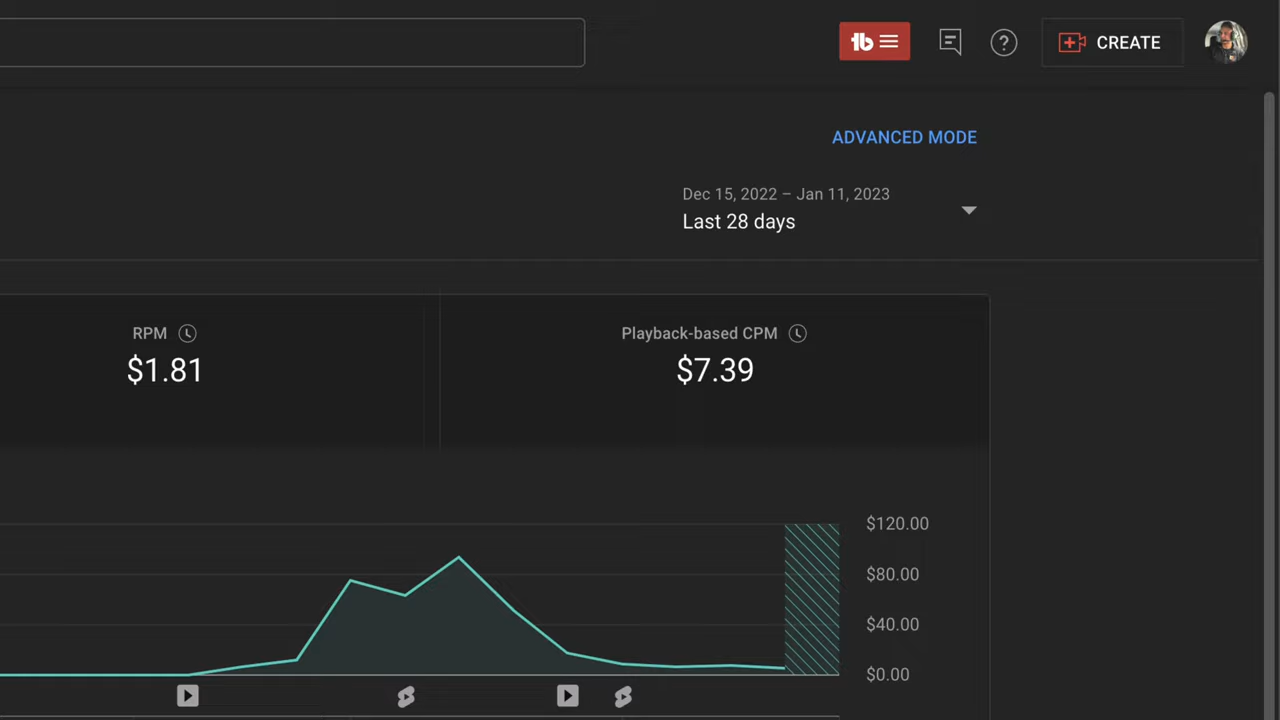 tb
?
CREATE
ADVANCED MODE
Dec 15, 2022 – Jan 11, 2023
Last 28 days
RPM
$1.81
Playback-based CPM
$7.39
$120.00
$80.00
$40.00
$0.00